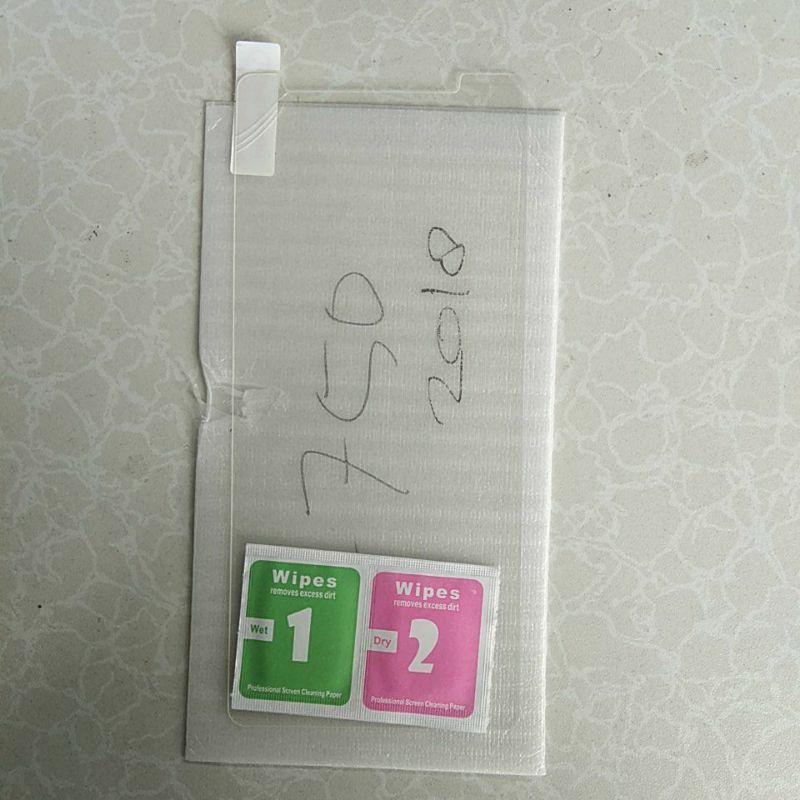 750
2018
Wipes
removes excess dirt
Wet
1
Professional Screen Cleaning Paper
Wipes
removes excess dirt
Dry
2
Professional Screen Cleaning Paper